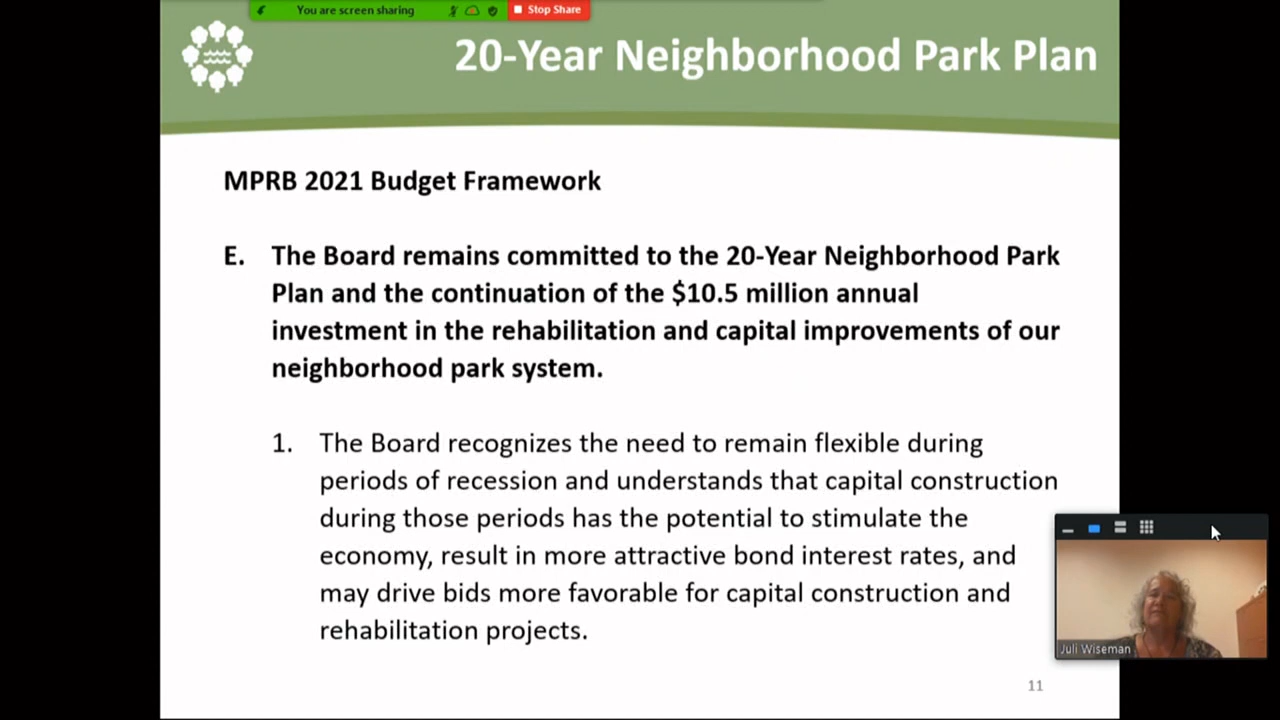 You are screen sharing
Stop Share
20-Year Neighborhood Park Plan
MPRB 2021 Budget Framework
E. The Board remains committed to the 20-Year Neighborhood Park
Plan and the continuation of the $10.5 million annual
investment in the rehabilitation and capital improvements of our
neighborhood park system.
1. The Board recognizes the need to remain flexible during
periods of recession and understands that capital construction
during those periods has the potential to stimulate the
economy, result in more attractive bond interest rates, and
may drive bids more favorable for capital construction and
rehabilitation projects.
Juli Wiseman
11